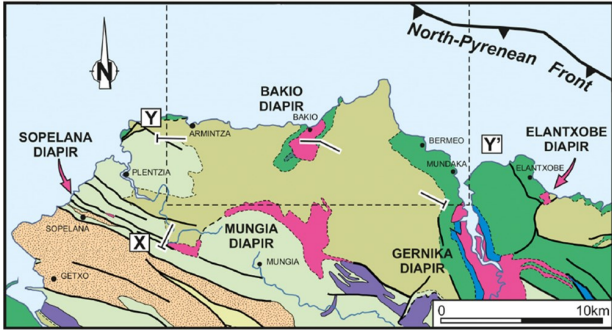 North-Pyrenean Front
N
BAKIO
DIAPIR
BAKIO
Y
ARMINTZA
SOPELANA
DIAPIR
BERMEO
Y'
ELANTXOBE
DIAPIR
MUNDAKA
ELANTXOBE
PLENTZIA
SOPELANA
X
MUNGIA
DIAPIR
MUNGIA
GERNIKA
DIAPIR
GETXO
0 10km